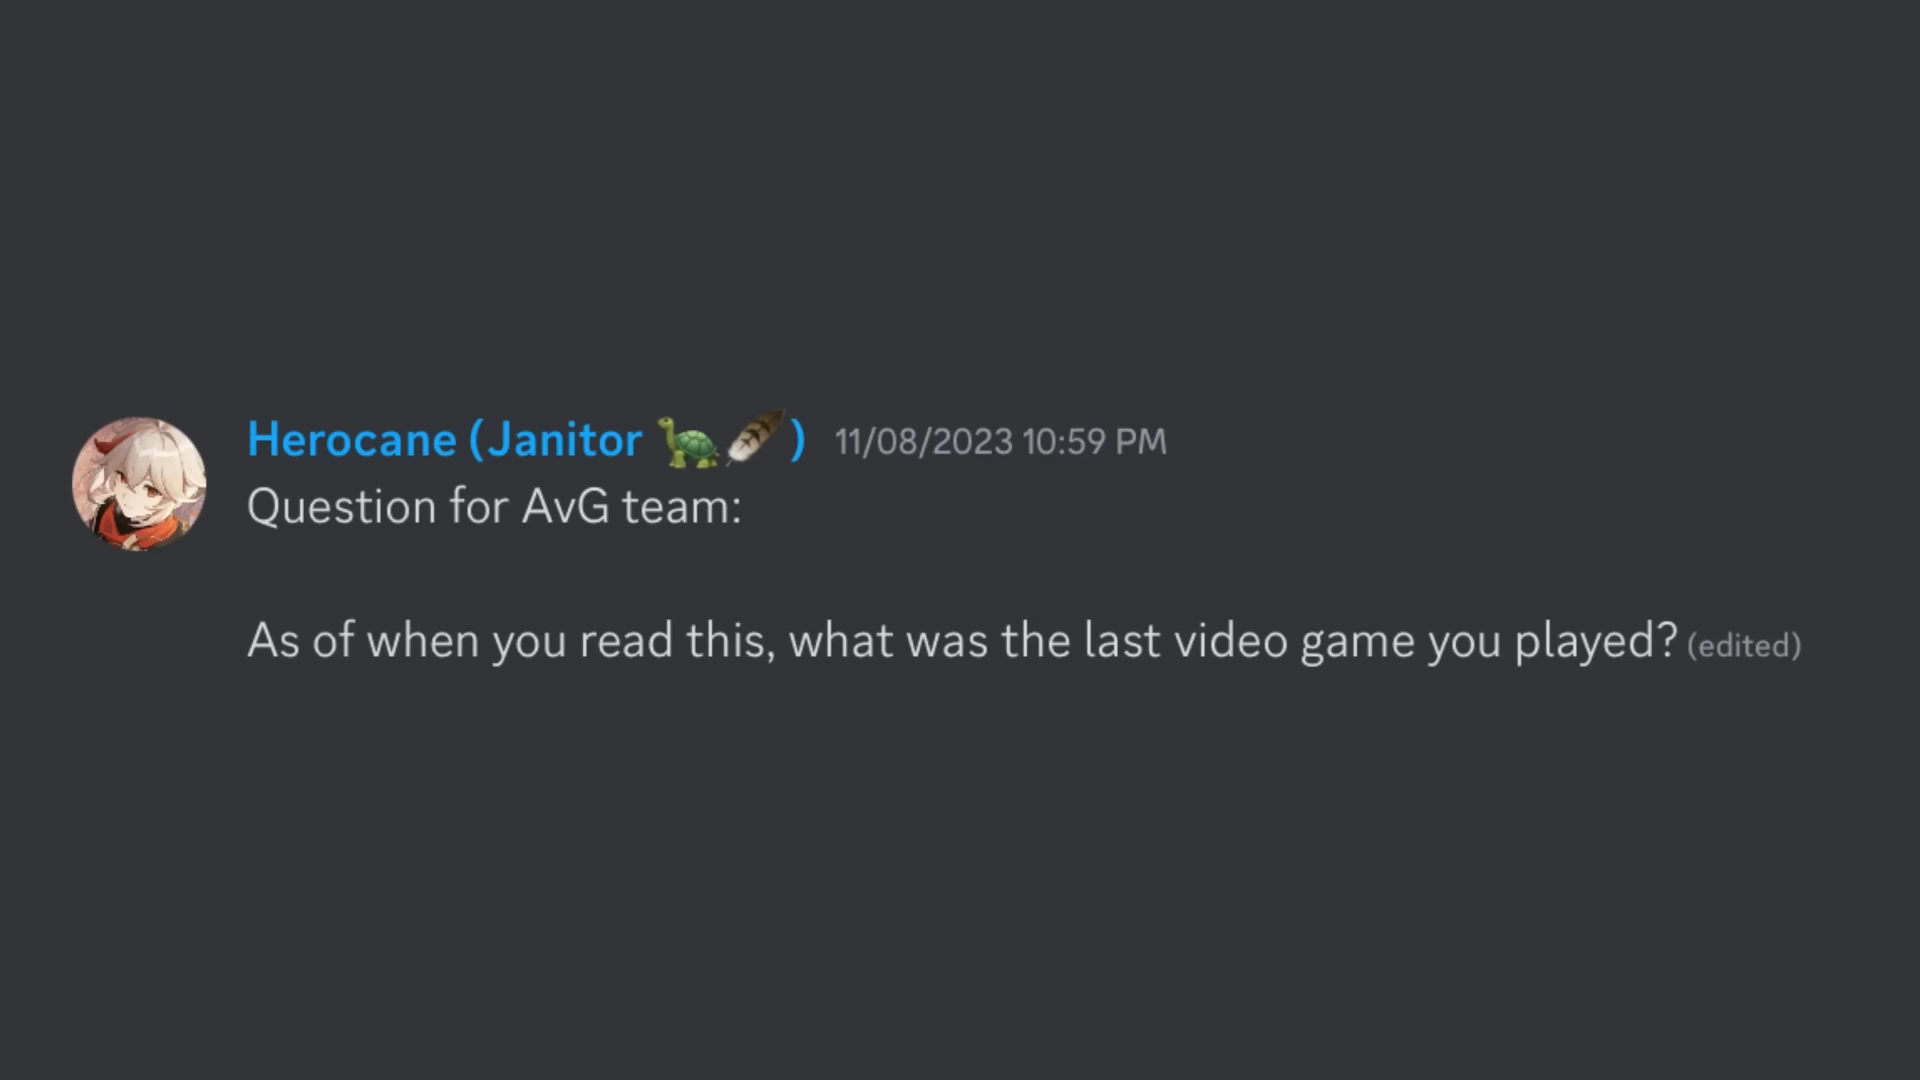 Herocane (Janitor 🐢🪶) 11/08/2023 10:59 PM
Question for AvG team:
As of when you read this, what was the last video game you played? (edited)